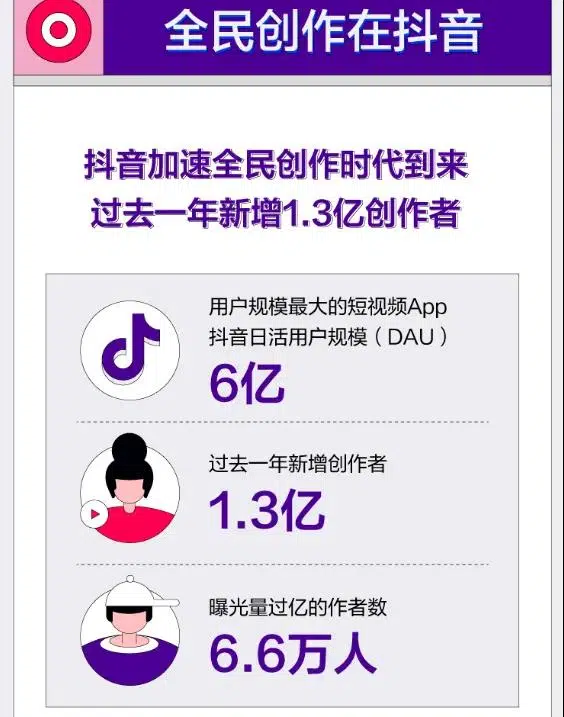 全民创作在抖音
抖音加速全民创作时代到来
过去一年新增1.3亿创作者
用户规模最大的短视频App
抖音日活用户规模（DAU）
6亿
过去一年新增创作者
1.3亿
曝光量过亿的作者数
6.6万人